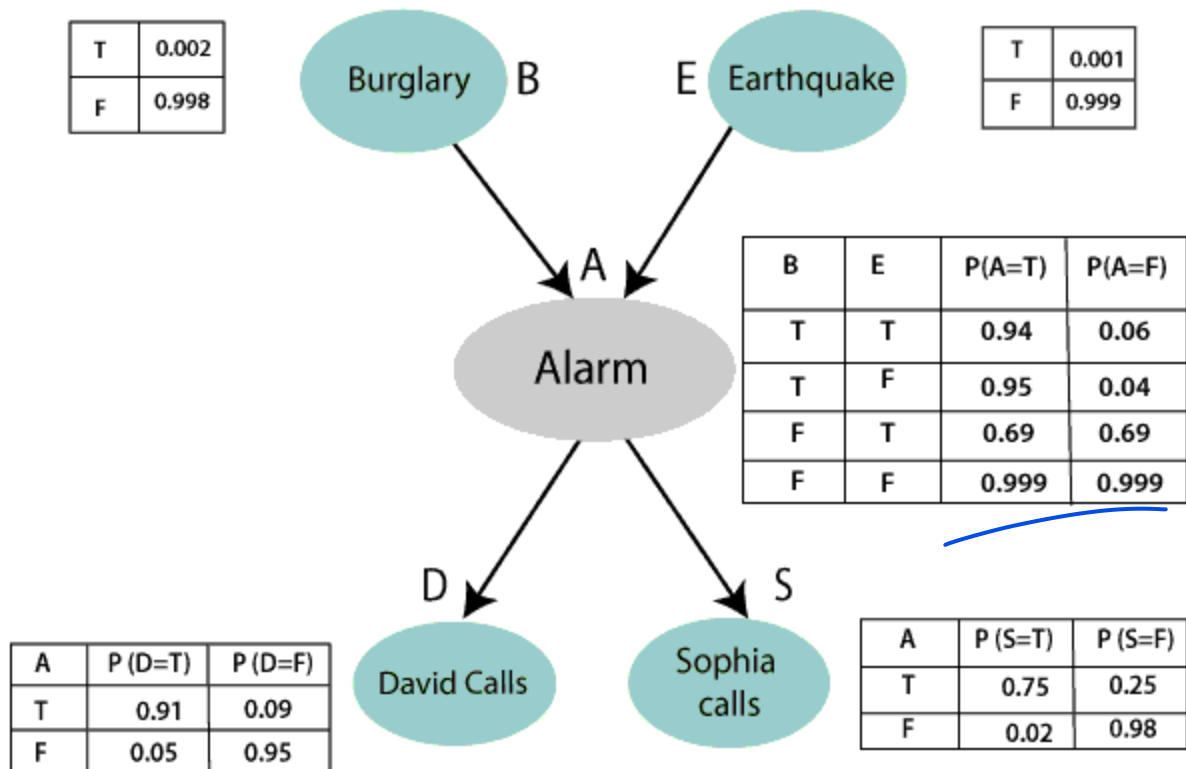 T 0.002
F 0.998
Burglary B
E Earthquake
T 0.001
F 0.999
A
Alarm
B E P(A=T) P(A=F)
T T 0.94 0.06
T F 0.95 0.04
F T 0.69 0.69
F F 0.999 0.999
D
S
A P (D=T) P (D=F)
T 0.91 0.09
F 0.05 0.95
David Calls
Sophia
calls
A P (S=T) P (S=F)
T 0.75 0.25
F 0.02 0.98